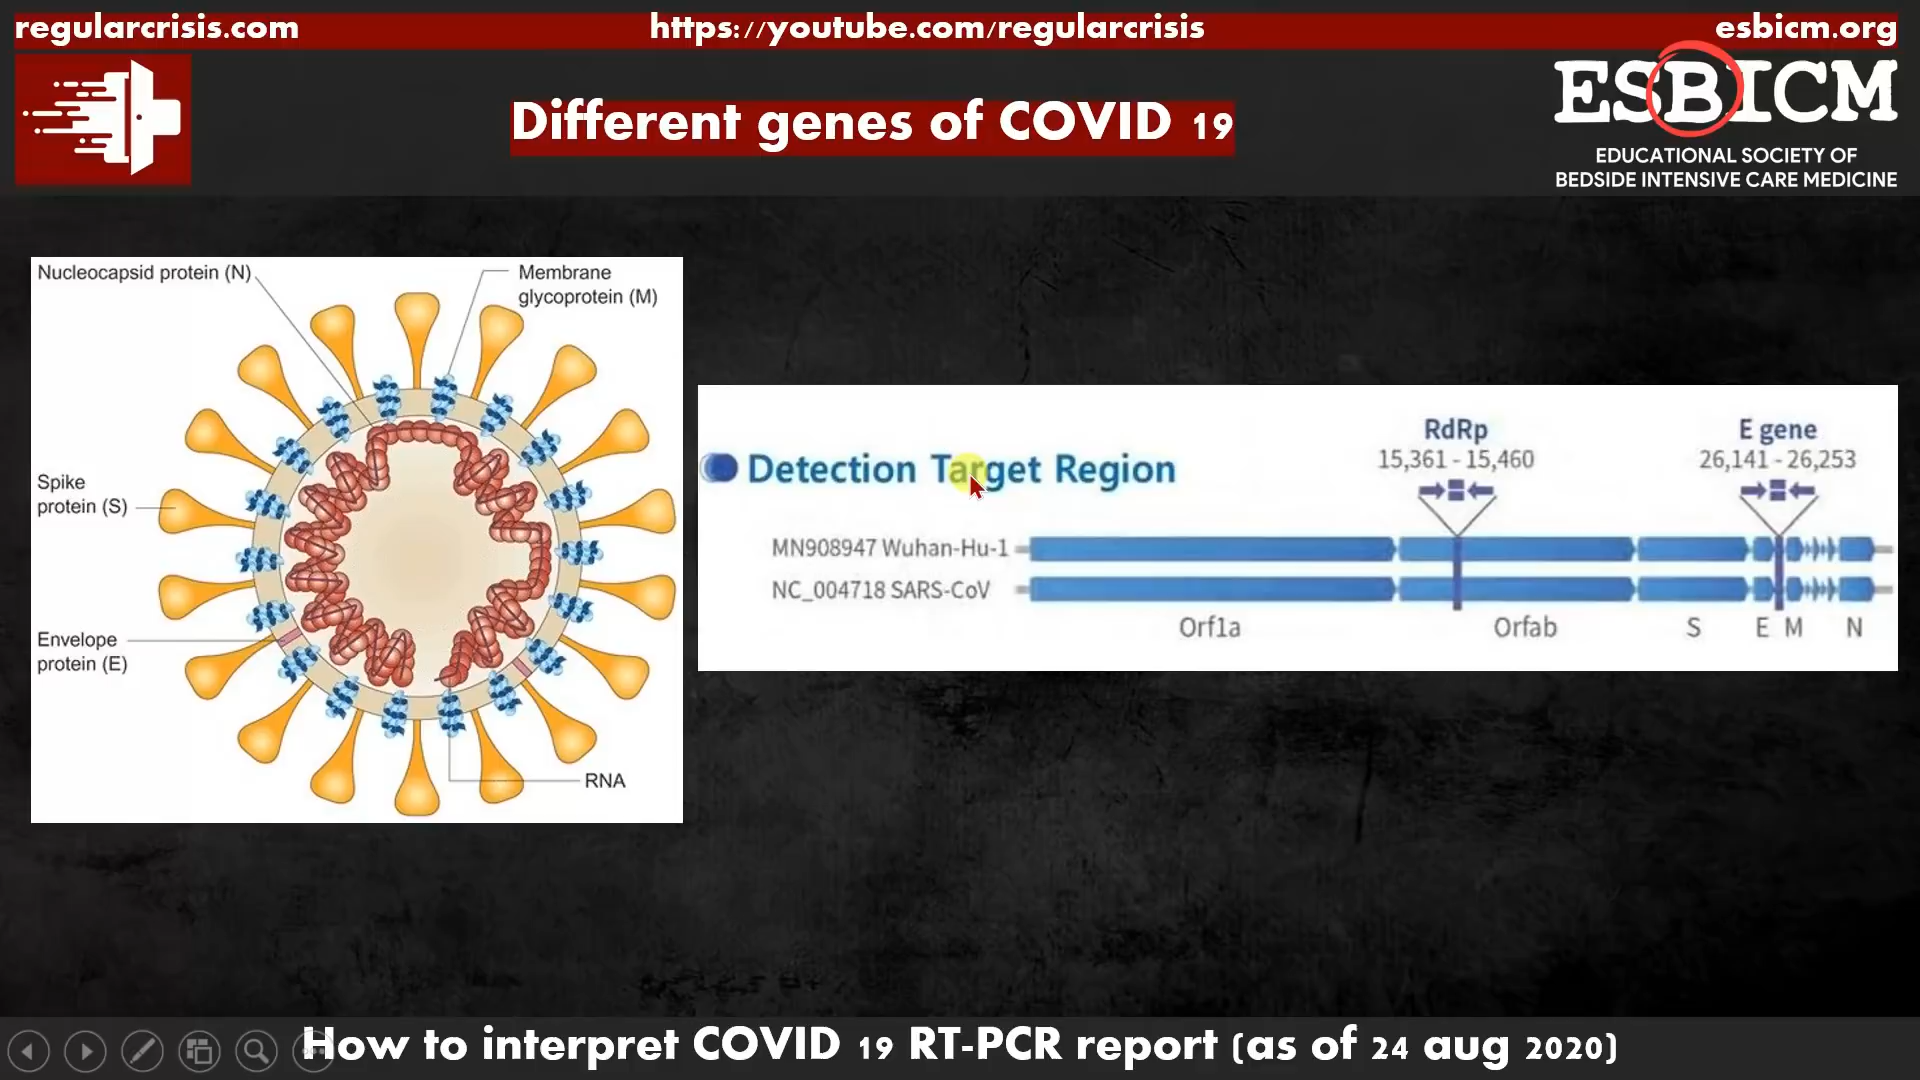 regularcrisis.com
https://youtube.com/regularcrisis
esbicm.org
Different genes of COVID 19
ESBICM
EDUCATIONAL SOCIETY OF
BEDSIDE INTENSIVE CARE MEDICINE
Nucleocapsid protein (N)
Membrane
glycoprotein (M)
Spike
protein (S)
Envelope
protein (E)
RNA
Detection Target Region
RdRp
15,361 - 15,460
E gene
26,141 - 26,253
MN908947 Wuhan-Hu-1
NC_004718 SARS-CoV
Orf1a
Orfab
S
E
M
N
How to interpret COVID 19 RT-PCR report (as of 24 aug 2020)